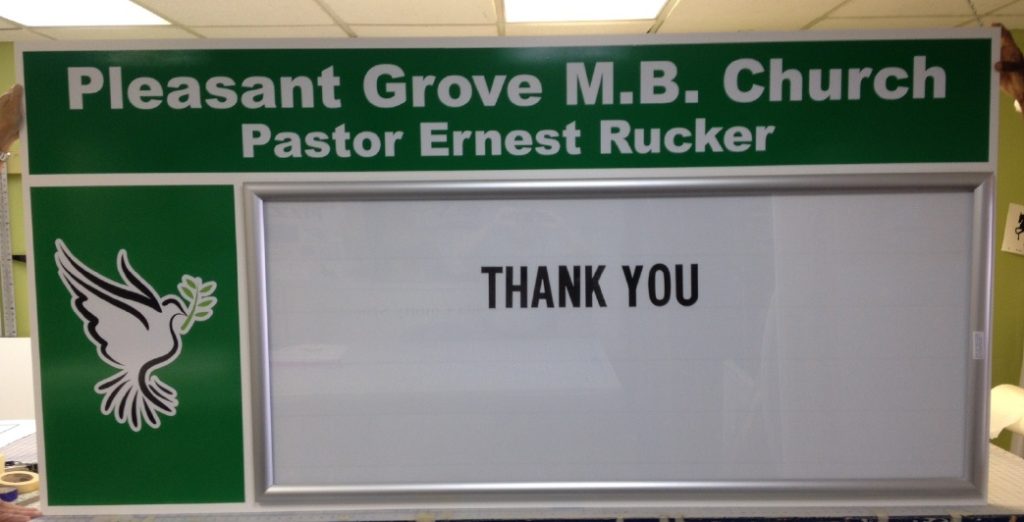 Pleasant Grove M.B. Church
Pastor Ernest Rucker
THANK YOU